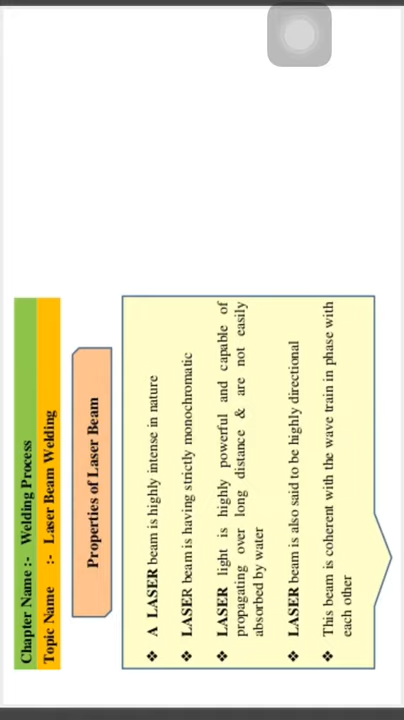 Chapter Name :- Welding Process
Topic Name :- Laser Beam Welding
Properties of Laser Beam
❖ A LASER beam is highly intense in nature
❖ LASER beam is having strictly monochromatic
❖ LASER light is highly powerful and capable of
propagating over long distance & are not easily
absorbed by water
❖ LASER beam is also said to be highly directional
❖ This beam is coherent with the wave train in phase with
each other